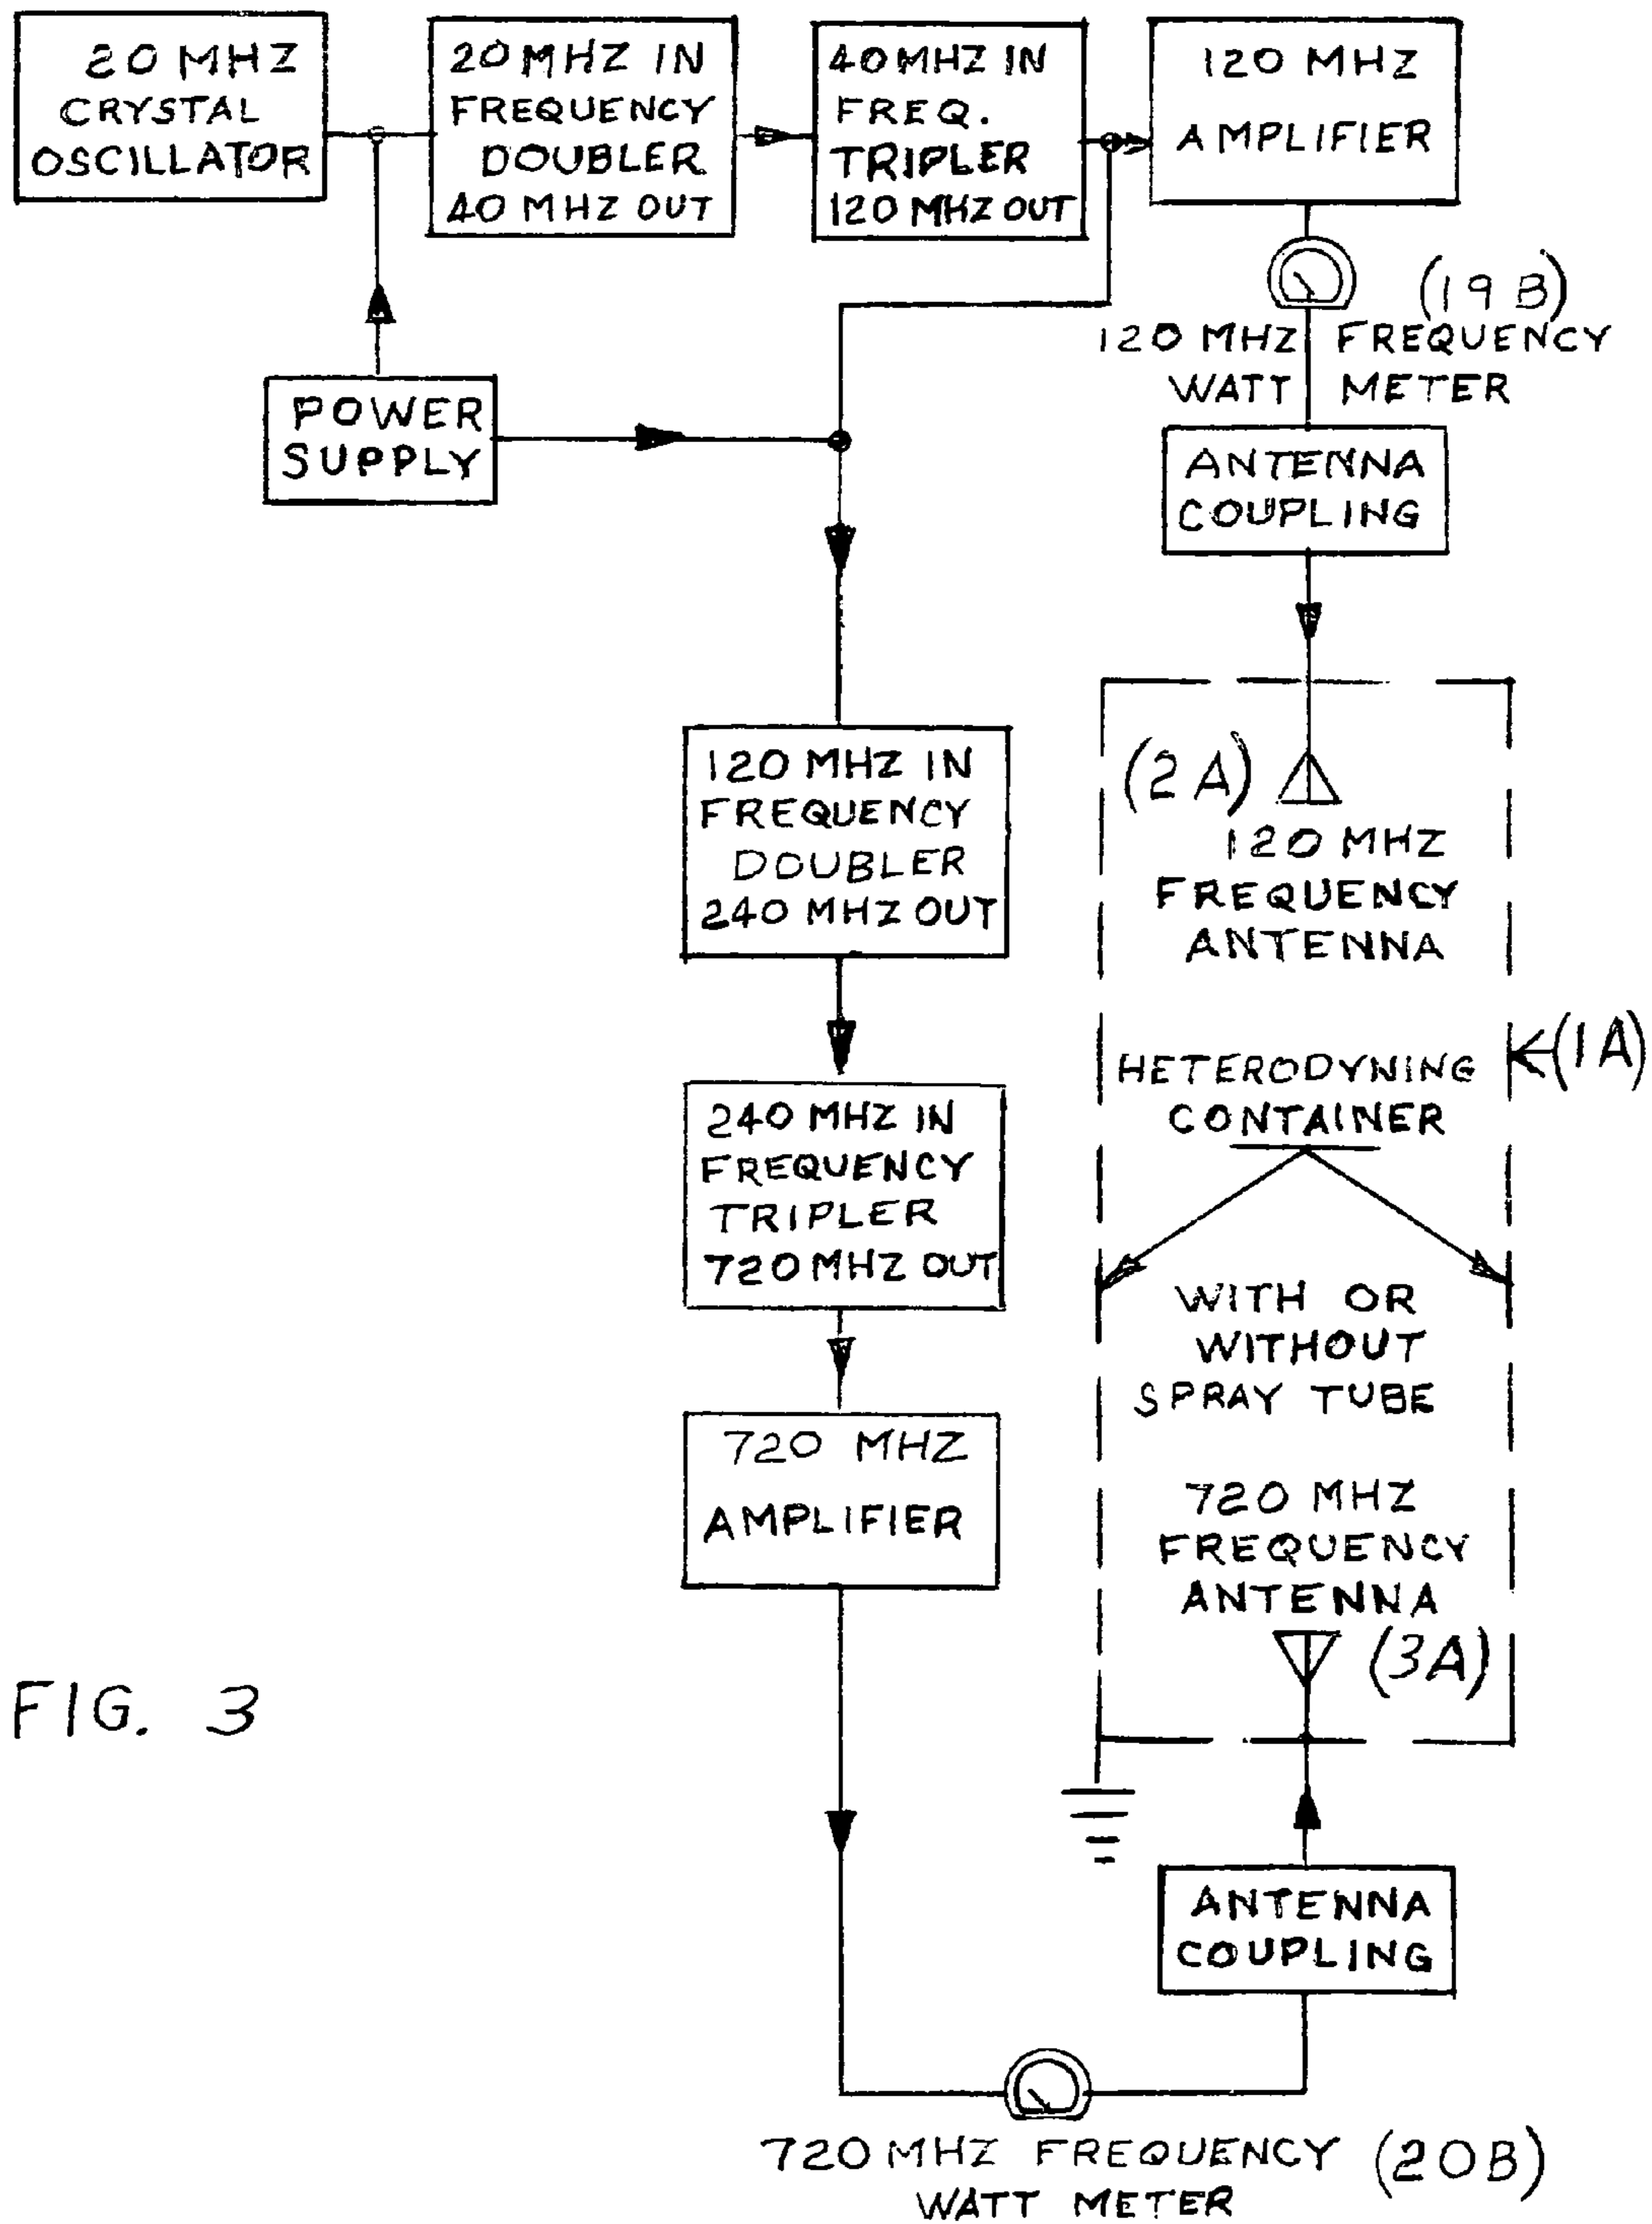 20 MHZ
CRYSTAL
OSCILLATOR
20 MHZ IN
FREQUENCY
DOUBLER
40 MHZ OUT
40 MHZ IN
FREQ.
TRIPLER
120 MHZ OUT
120 MHZ
AMPLIFIER
(19B)
120 MHZ FREQUENCY
WATT METER
POWER
SUPPLY
ANTENNA
COUPLING
120 MHZ IN
FREQUENCY
DOUBLER
240 MHZ OUT
(2A)
120 MHZ
FREQUENCY
ANTENNA
(1A)
HETERODYNING
CONTAINER
240 MHZ IN
FREQUENCY
TRIPLER
720 MHZ OUT
WITH OR
WITHOUT
SPRAY TUBE
720 MHZ
AMPLIFIER
720 MHZ
FREQUENCY
ANTENNA
(3A)
FIG. 3
ANTENNA
COUPLING
720 MHZ FREQUENCY (20B)
WATT METER